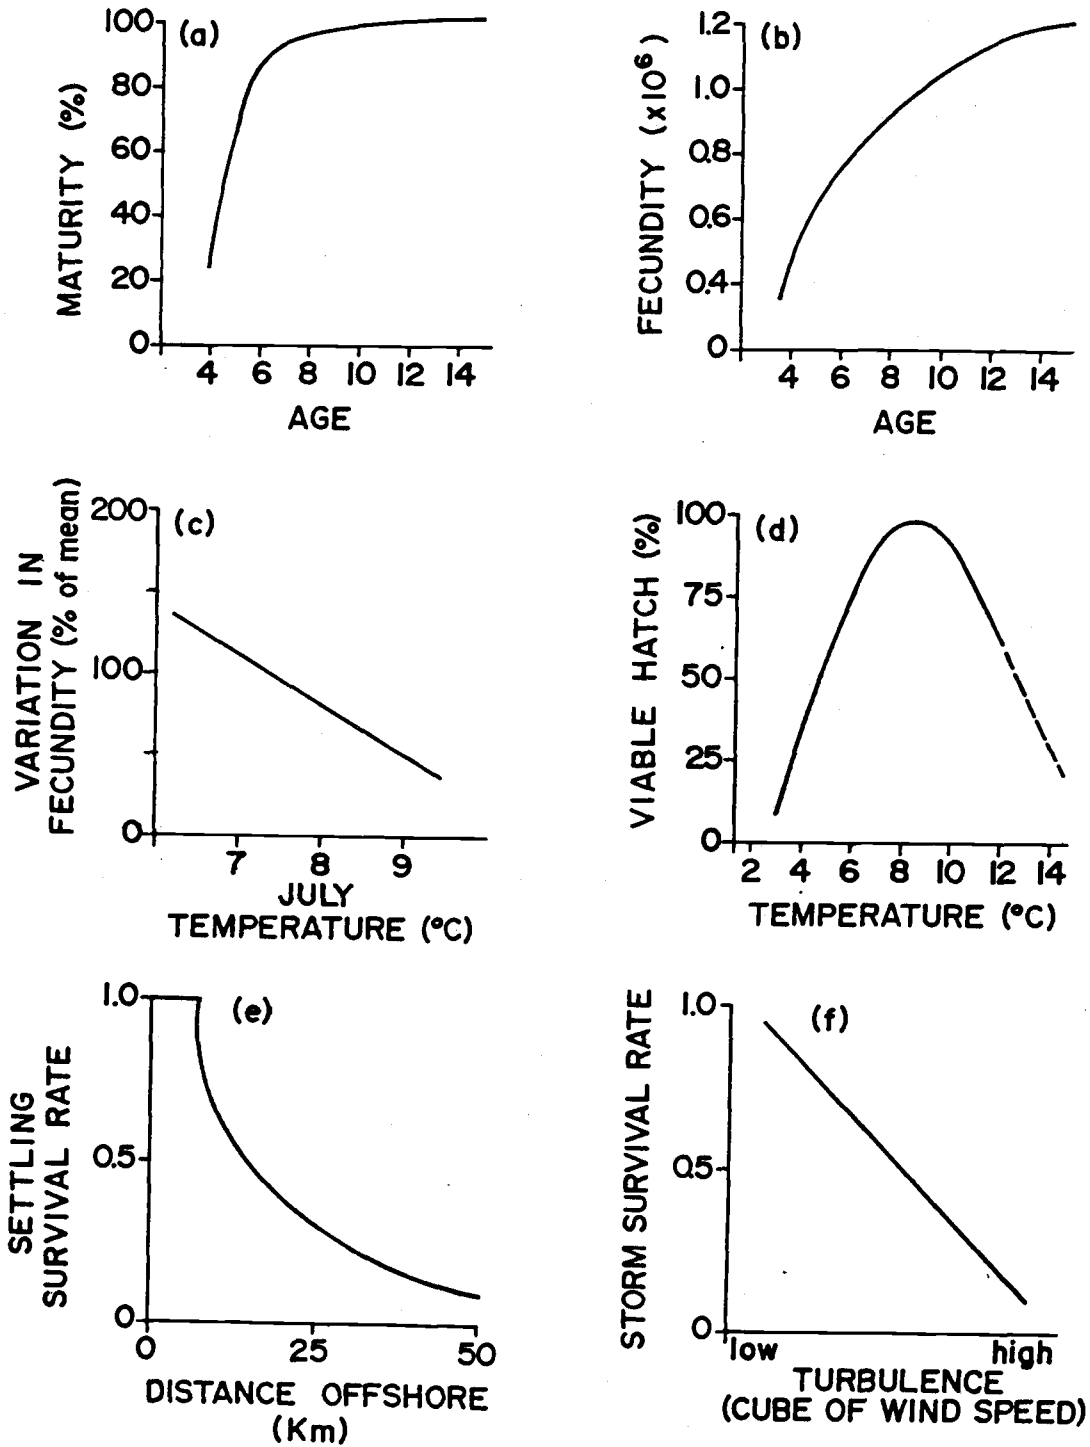 (a)
MATURITY (%)
100
80
60
40
20
0
4 6 8 10 12 14
AGE
(b)
FECUNDITY (x10⁶)
1.2
1.0
0.8
0.6
0.4
0
4 6 8 10 12 14
AGE
(c)
VARIATION IN
FECUNDITY (% of mean)
200
100
0
7 8 9
JULY
TEMPERATURE (°C)
(d)
VIABLE HATCH (%)
100
75
50
25
0
2 4 6 8 10 12 14
TEMPERATURE (°C)
(e)
SETTLING
SURVIVAL RATE
1.0
0.5
0
0 25 50
DISTANCE OFFSHORE
(Km)
(f)
STORM SURVIVAL RATE
1.0
0.5
0
low high
TURBULENCE
(CUBE OF WIND SPEED)